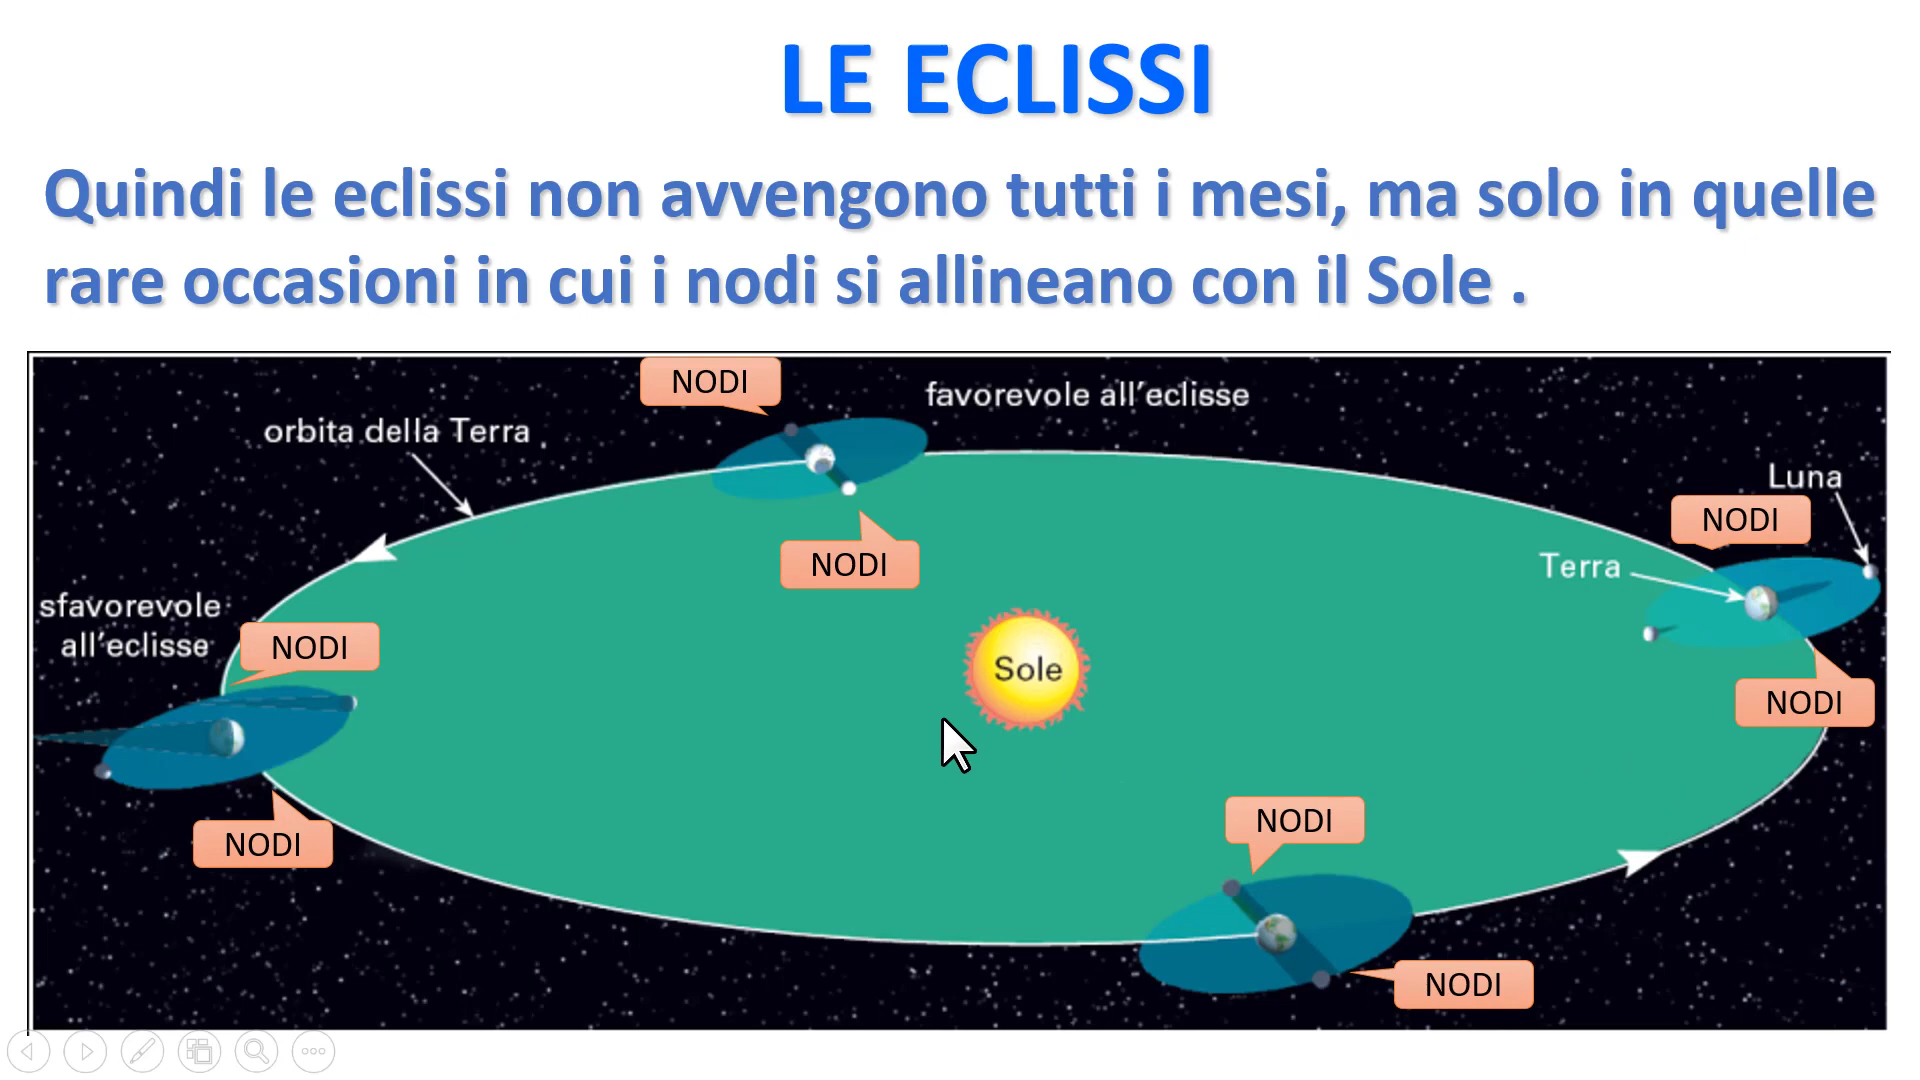 LE ECLISSI
Quindi le eclissi non avvengono tutti i mesi, ma solo in quelle
rare occasioni in cui i nodi si allineano con il Sole .
NODI
favorevole all'eclisse
orbita della Terra
Luna
NODI
NODI
Terra
sfavorevole
all'eclisse
NODI
Sole
NODI
NODI
NODI
NODI